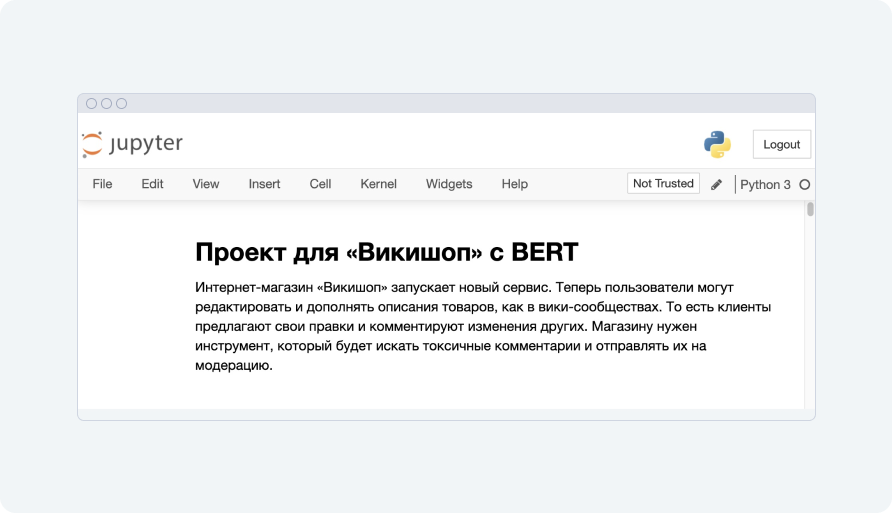 jupyter
Logout
File Edit View Insert Cell Kernel Widgets Help Not Trusted Python 3
Проект для «Викишоп» с BERT
Интернет-магазин «Викишоп» запускает новый сервис. Теперь пользователи могут
редактировать и дополнять описания товаров, как в вики-сообществах. То есть клиенты
предлагают свои правки и комментируют изменения других. Магазину нужен
инструмент, который будет искать токсичные комментарии и отправлять их на
модерацию.